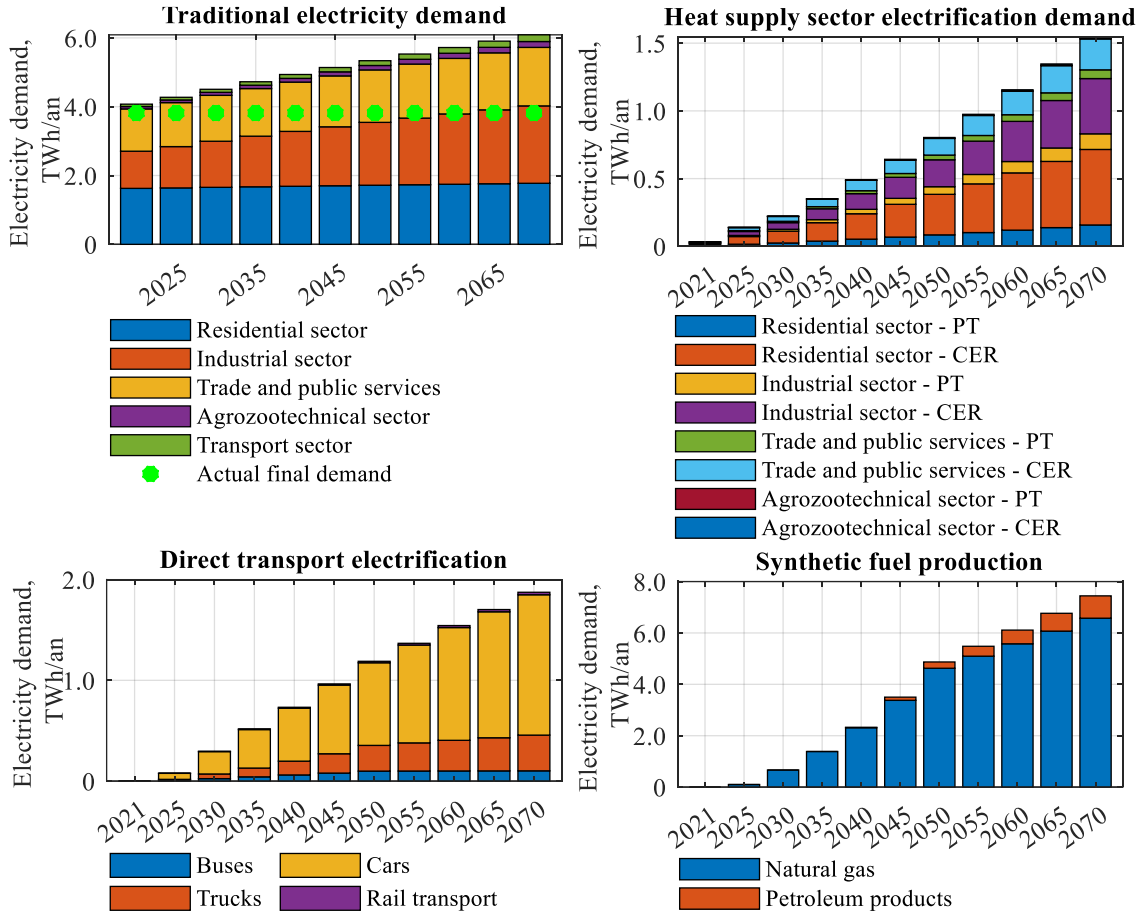 Traditional electricity demand
Electricity demand,
TWh/an
6.0
4.0
2.0
0
2025
2035
2045
2055
2065
Residential sector
Industrial sector
Trade and public services
Agrozootechnical sector
Transport sector
Actual final demand
Heat supply sector electrification demand
Electricity demand,
TWh/an
1.5
1.0
0.5
0
2021
2025
2030
2035
2040
2045
2050
2055
2060
2065
2070
Residential sector - PT
Residential sector - CER
Industrial sector - PT
Industrial sector - CER
Trade and public services - PT
Trade and public services - CER
Agrozootechnical sector - PT
Agrozootechnical sector - CER
Direct transport electrification
Electricity demand,
TWh/an
2.0
1.0
0
2021
2025
2030
2035
2040
2045
2050
2055
2060
2065
2070
Buses
Cars
Trucks
Rail transport
Synthetic fuel production
Electricity demand,
TWh/an
8.0
6.0
4.0
2.0
0
2021
2025
2030
2035
2040
2045
2050
2055
2060
2065
2070
Natural gas
Petroleum products